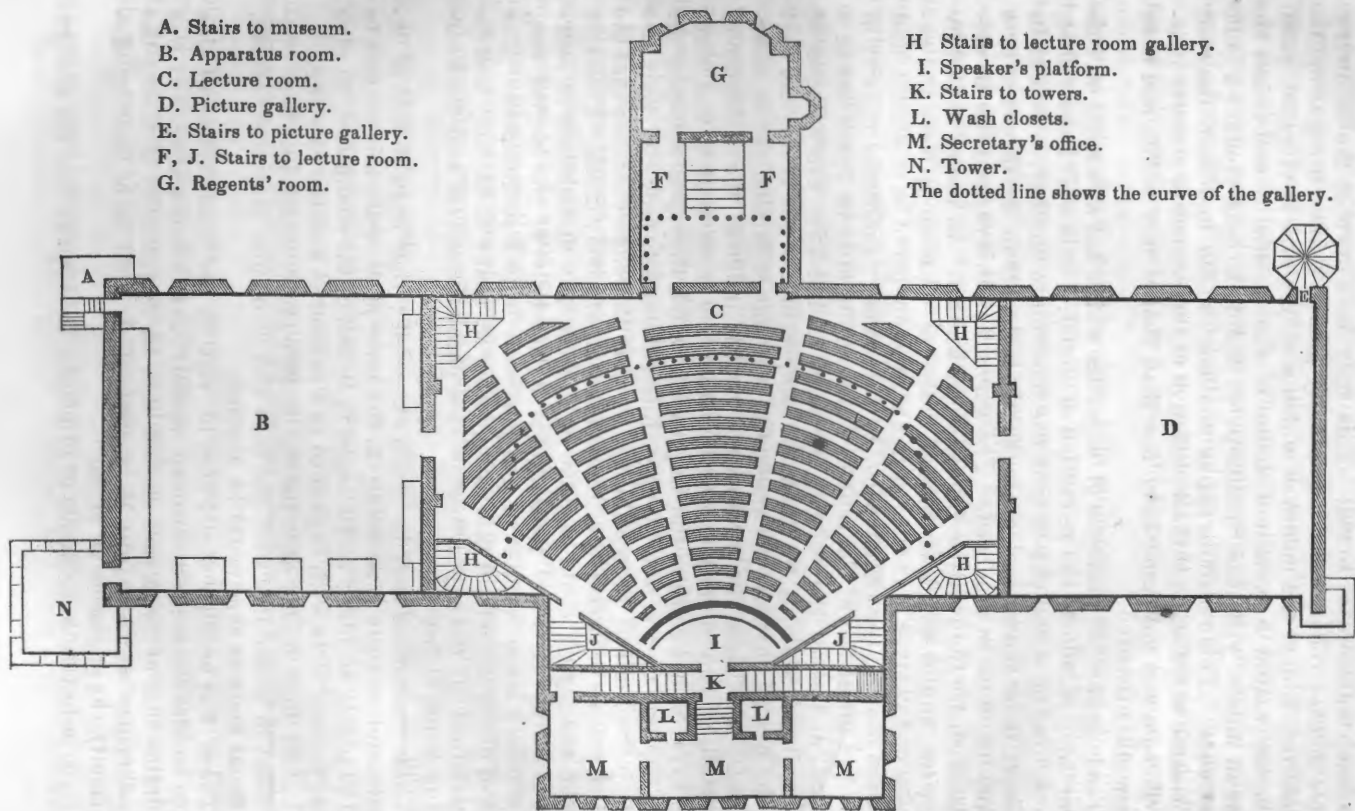 A. Stairs to museum.
B. Apparatus room.
C. Lecture room.
D. Picture gallery.
E. Stairs to picture gallery.
F, J. Stairs to lecture room.
G. Regents' room.
H Stairs to lecture room gallery.
I. Speaker's platform.
K. Stairs to towers.
L. Wash closets.
M. Secretary's office.
N. Tower.
The dotted line shows the curve of the gallery.
G
F F
A
E
C
H H
B
D
H H
N
J I J
K
L L
M M M